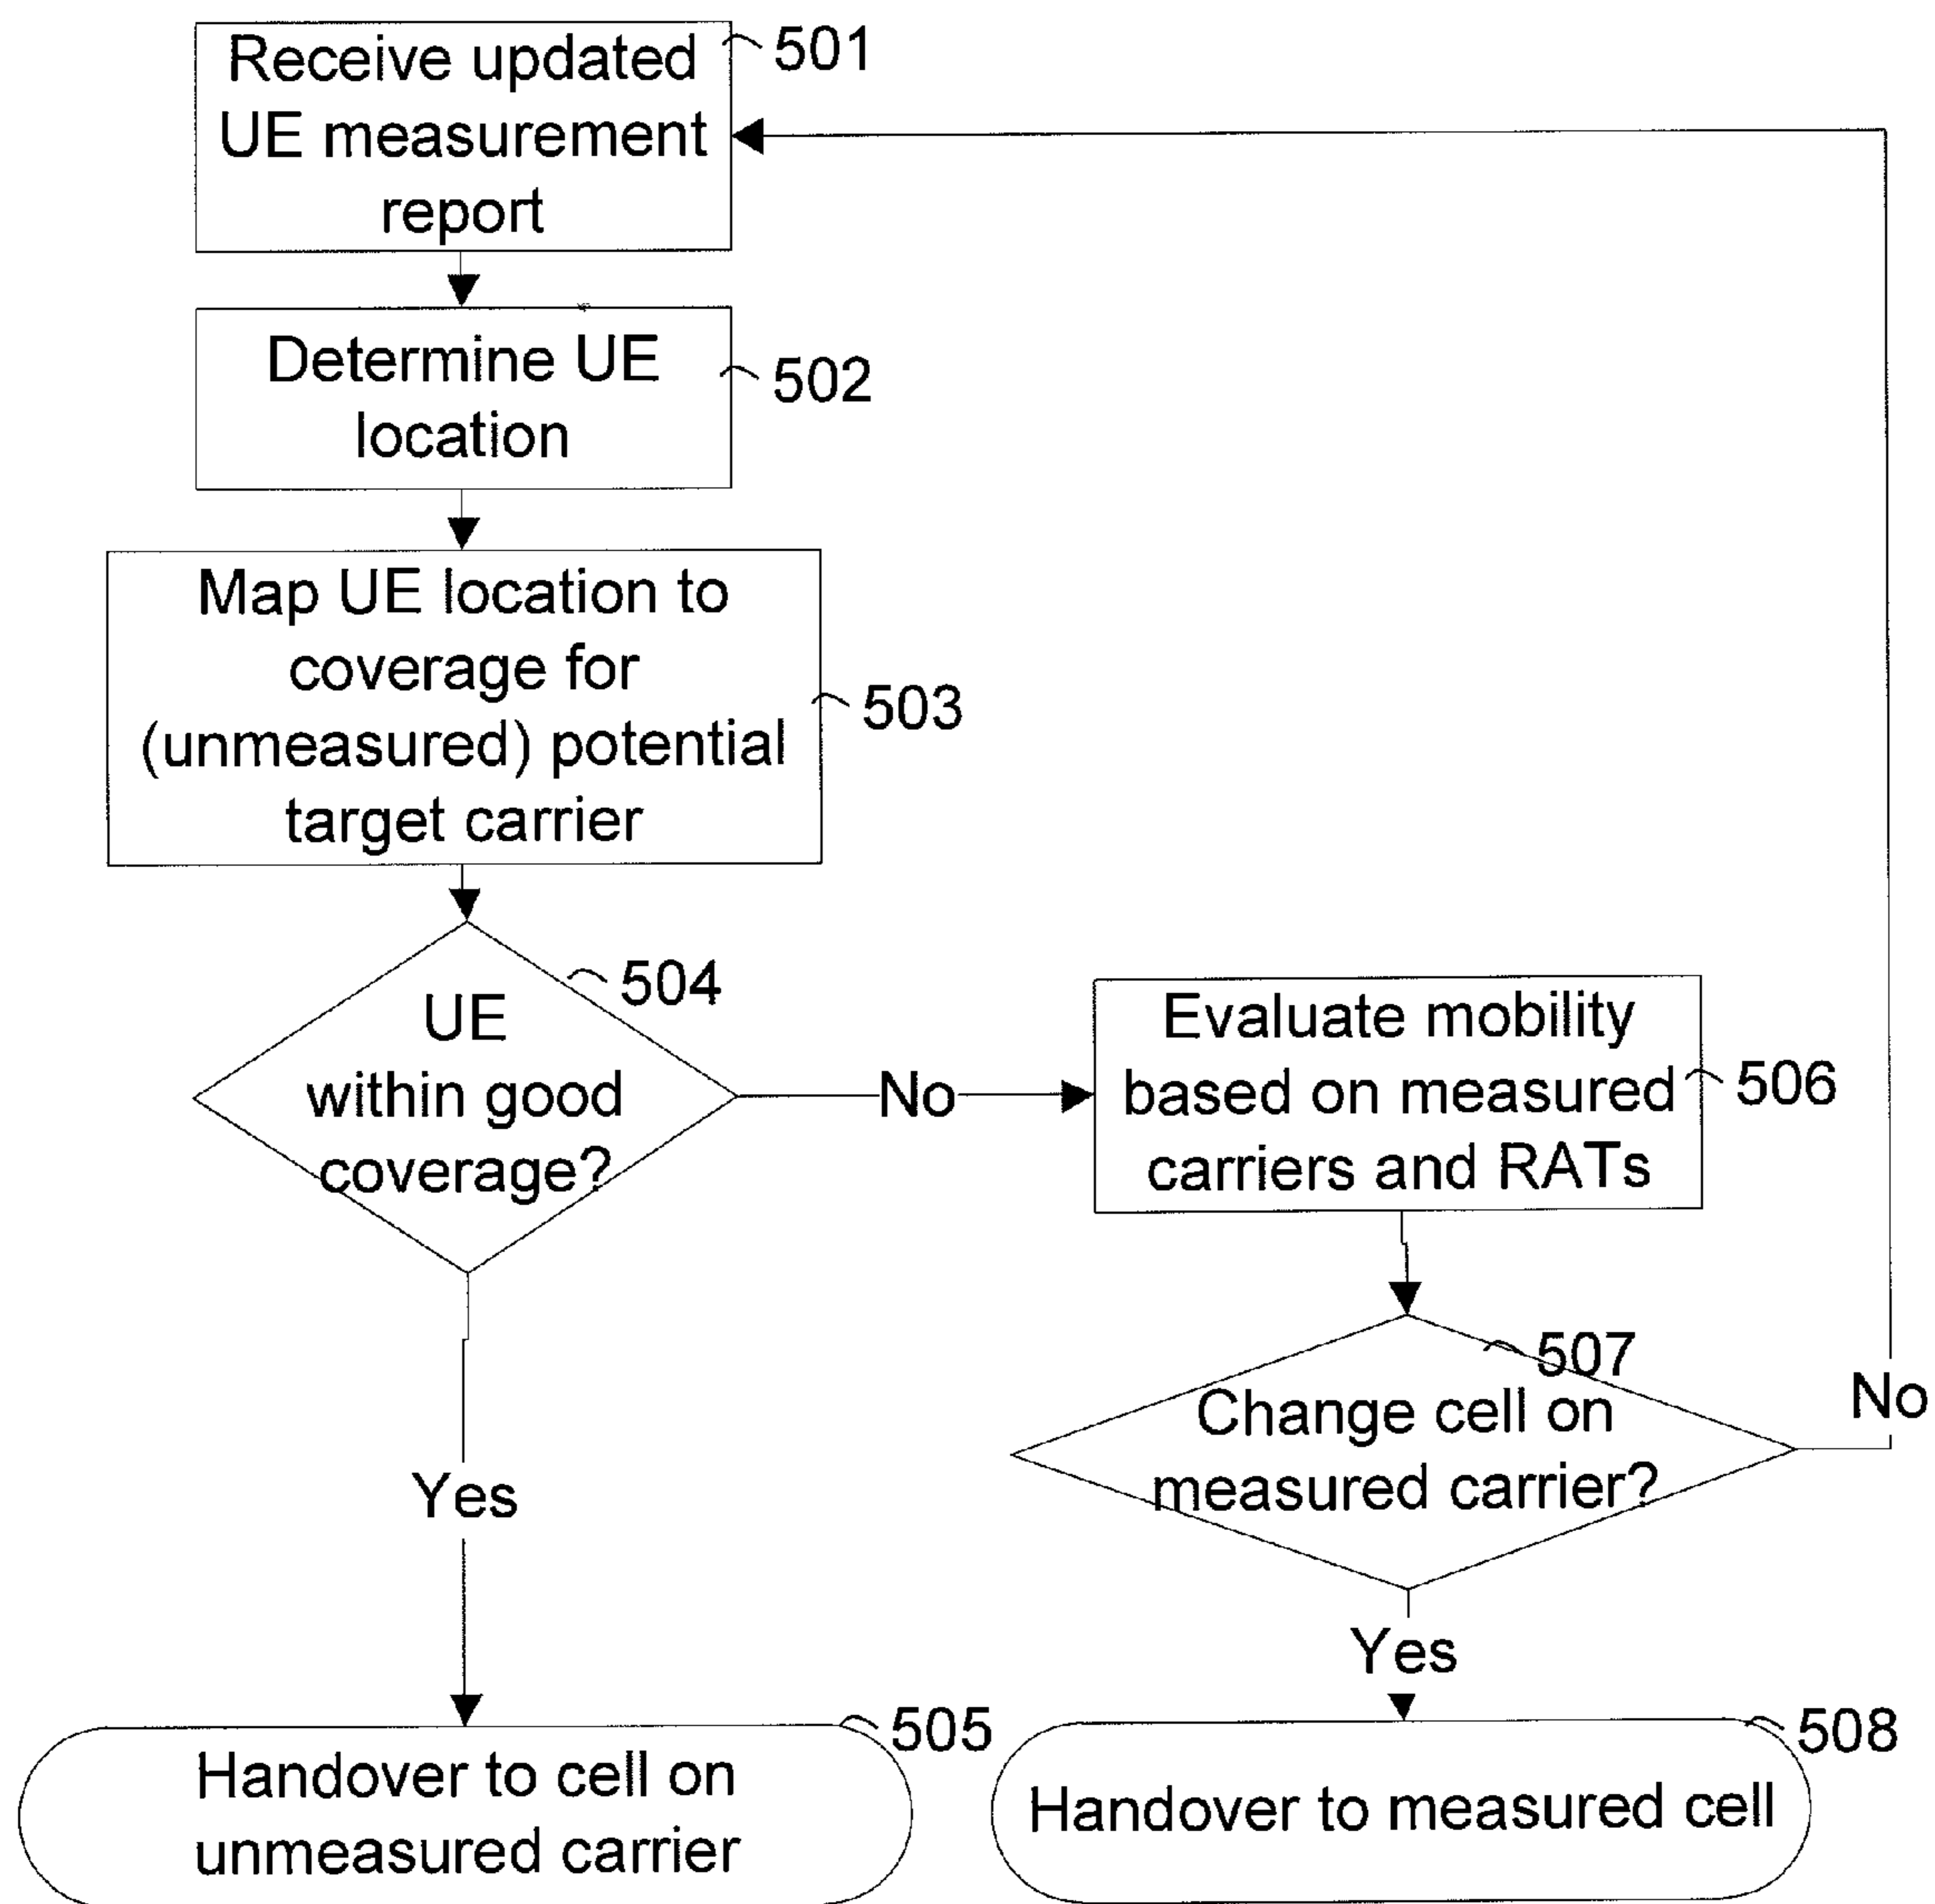 Receive updated
UE measurement
report
501
Determine UE
location
502
Map UE location to
coverage for
(unmeasured) potential
target carrier
503
504
UE
within good
coverage?
No
Evaluate mobility
based on measured
carriers and RATs
506
507
Change cell on
measured carrier?
No
Yes
Yes
505
Handover to cell on
unmeasured carrier
508
Handover to measured cell